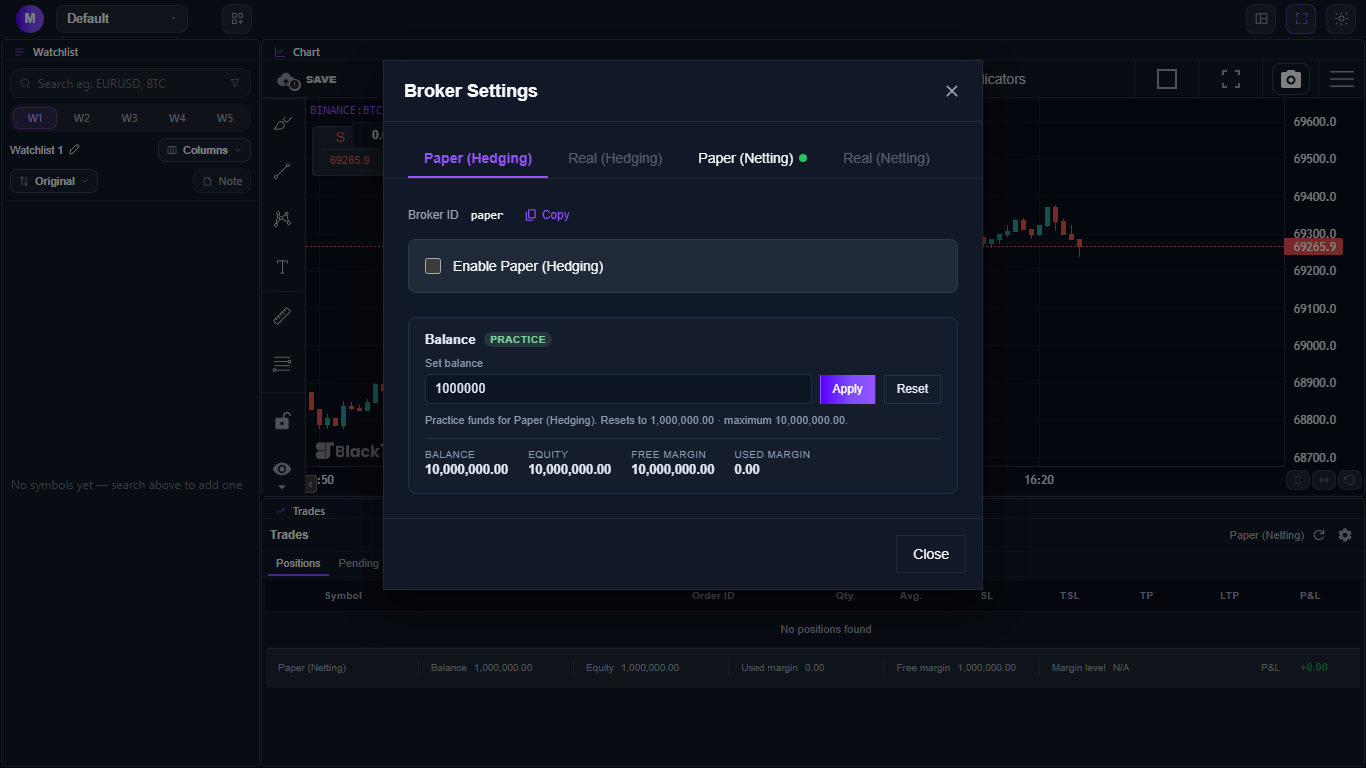 M Default
Watchlist
Chart
Search eg: EURUSD, BTC
SAVE
W1 W2 W3 W4 W5
Watchlist 1
Columns
Original
Note
No symbols yet — search above to add one
BINANCE:BTC
S
0.
69265.9
Broker Settings
Paper (Hedging) Real (Hedging) Paper (Netting) Real (Netting)
Broker ID paper Copy
Enable Paper (Hedging)
Balance PRACTICE
Set balance
1000000 Apply Reset
Practice funds for Paper (Hedging). Resets to 1,000,000.00 · maximum 10,000,000.00.
BALANCE EQUITY FREE MARGIN USED MARGIN
10,000,000.00 10,000,000.00 10,000,000.00 0.00
Close
dicators
69600.0
69500.0
69400.0
69300.0
69265.9
69200.0
69100.0
69000.0
68900.0
68800.0
68700.0
Black
:50
16:20
Trades
Trades
Paper (Netting)
Positions Pending
Symbol Order ID Qty. Avg. SL TSL TP LTP P&L
No positions found
Paper (Netting) Balance 1,000,000.00 Equity 1,000,000.00 Used margin 0.00 Free margin 1,000,000.00 Margin level N/A P&L +0.00